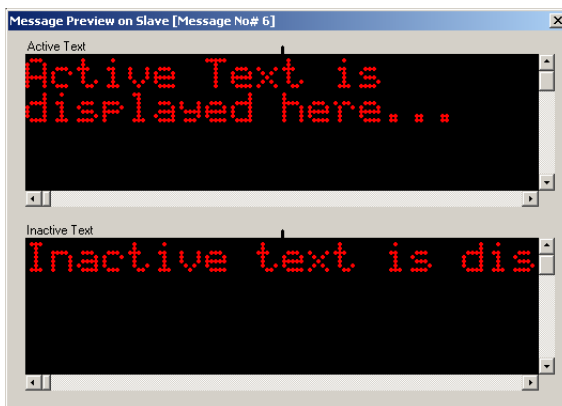 Message Preview on Slave [Message No# 6]
Active Text
Active Text is
displayed here...
Inactive Text
Inactive text is dis